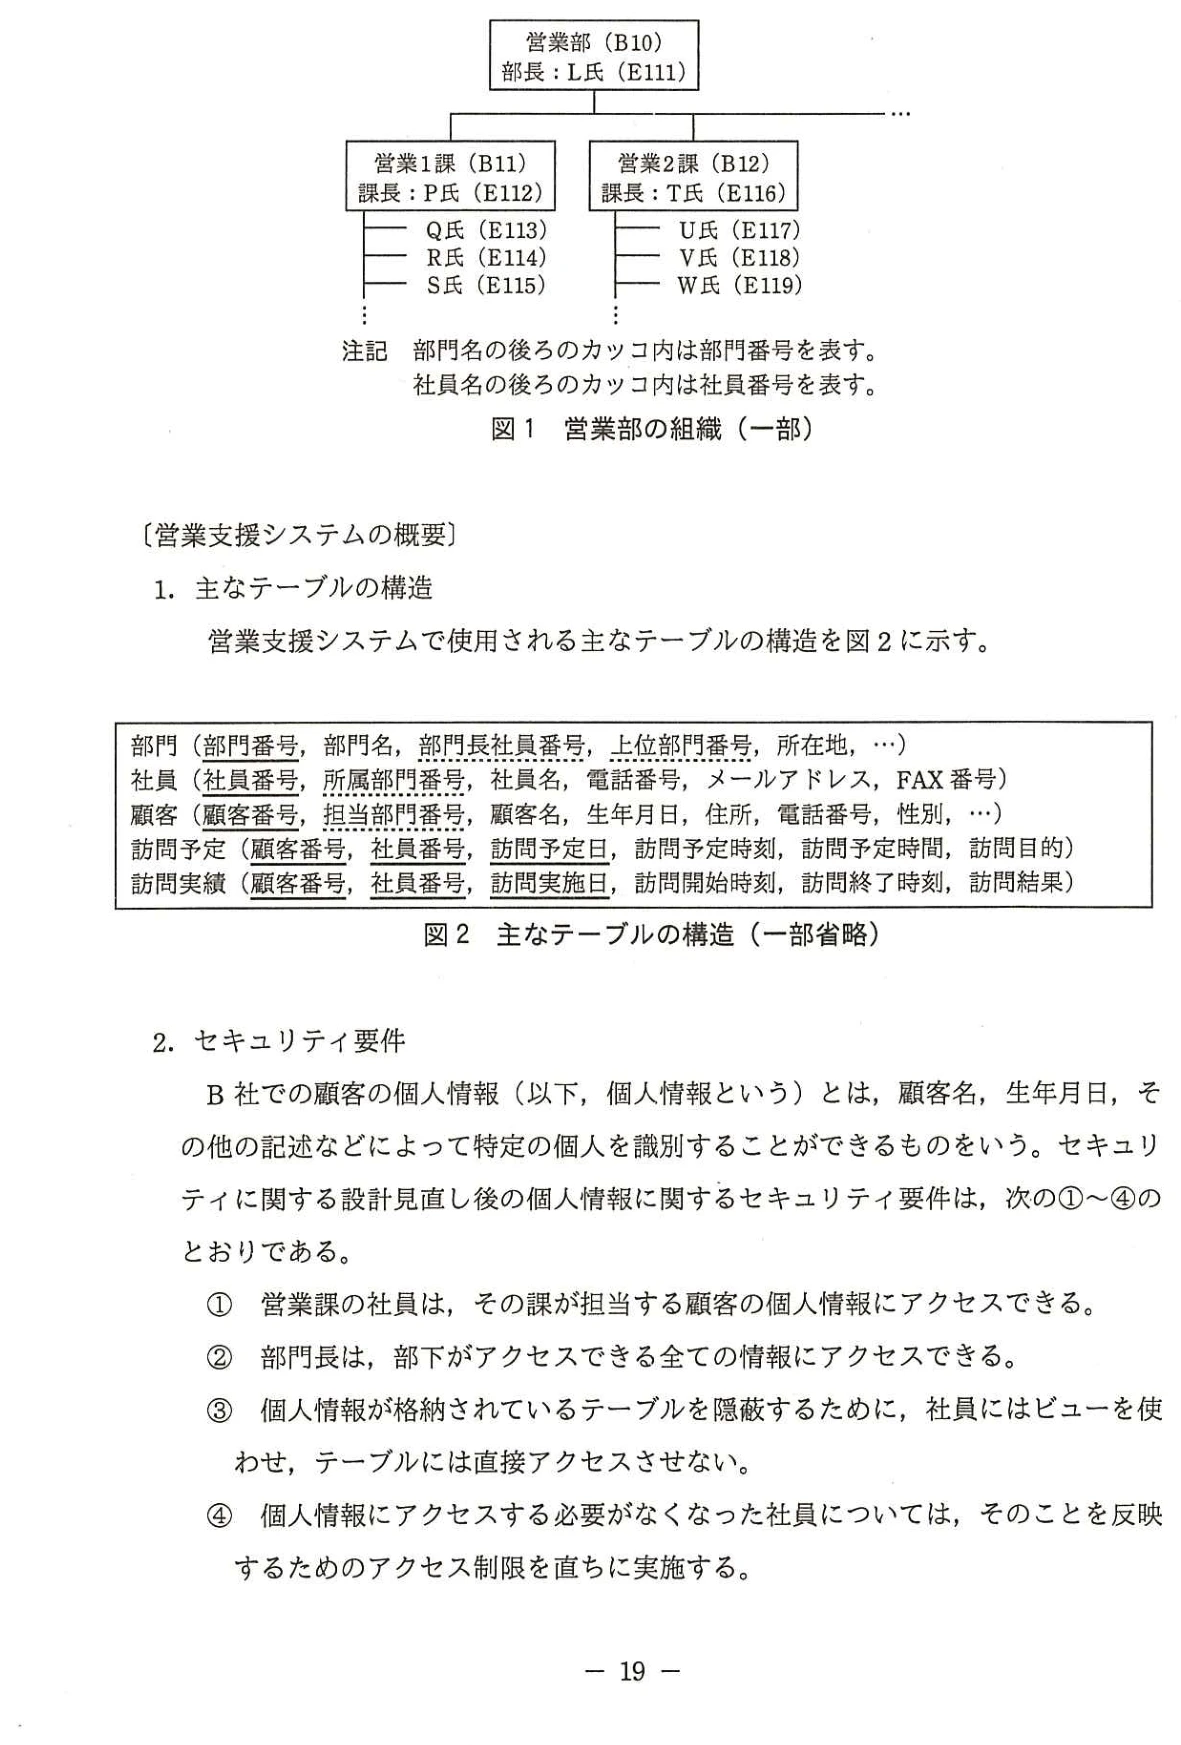 営業部（B10）
部長：L氏（E111）
…
営業1課（B11）
課長：P氏（E112）
Q氏（E113）
R氏（E114）
S氏（E115）
⋮
営業2課（B12）
課長：T氏（E116）
U氏（E117）
V氏（E118）
W氏（E119）
⋮
注記　部門名の後ろのカッコ内は部門番号を表す。
社員名の後ろのカッコ内は社員番号を表す。
図1　営業部の組織（一部）
〔営業支援システムの概要〕
1．主なテーブルの構造
営業支援システムで使用される主なテーブルの構造を図2に示す。
部門（部門番号，部門名，部門長社員番号，上位部門番号，所在地，…）
社員（社員番号，所属部門番号，社員名，電話番号，メールアドレス，FAX番号）
顧客（顧客番号，担当部門番号，顧客名，生年月日，住所，電話番号，性別，…）
訪問予定（顧客番号，社員番号，訪問予定日，訪問予定時刻，訪問予定時間，訪問目的）
訪問実績（顧客番号，社員番号，訪問実施日，訪問開始時刻，訪問終了時刻，訪問結果）
図2　主なテーブルの構造（一部省略）
2．セキュリティ要件
B社での顧客の個人情報（以下，個人情報という）とは，顧客名，生年月日，そ
の他の記述などによって特定の個人を識別することができるものをいう。セキュリ
ティに関する設計見直し後の個人情報に関するセキュリティ要件は，次の①～④の
とおりである。
①　営業課の社員は，その課が担当する顧客の個人情報にアクセスできる。
②　部門長は，部下がアクセスできる全ての情報にアクセスできる。
③　個人情報が格納されているテーブルを隠蔽するために，社員にはビューを使
わせ，テーブルには直接アクセスさせない。
④　個人情報にアクセスする必要がなくなった社員については，そのことを反映
するためのアクセス制限を直ちに実施する。
－ 19 －